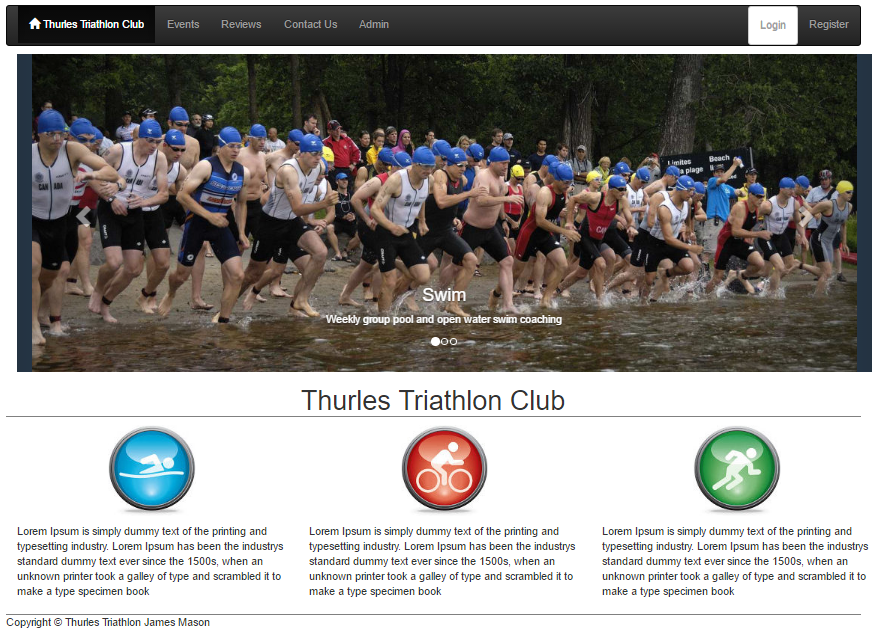 Thurles Triathlon Club Events Reviews Contact Us Admin Login Register
Limites Beach
la plage
CANADA
Swim
Weekly group pool and open water swim coaching
Thurles Triathlon Club
Lorem Ipsum is simply dummy text of the printing and
typesetting industry. Lorem Ipsum has been the industrys
standard dummy text ever since the 1500s, when an
unknown printer took a galley of type and scrambled it to
make a type specimen book
Lorem Ipsum is simply dummy text of the printing and
typesetting industry. Lorem Ipsum has been the industrys
standard dummy text ever since the 1500s, when an
unknown printer took a galley of type and scrambled it to
make a type specimen book
Lorem Ipsum is simply dummy text of the printing and
typesetting industry. Lorem Ipsum has been the industrys
standard dummy text ever since the 1500s, when an
unknown printer took a galley of type and scrambled it to
make a type specimen book
Copyright © Thurles Triathlon James Mason